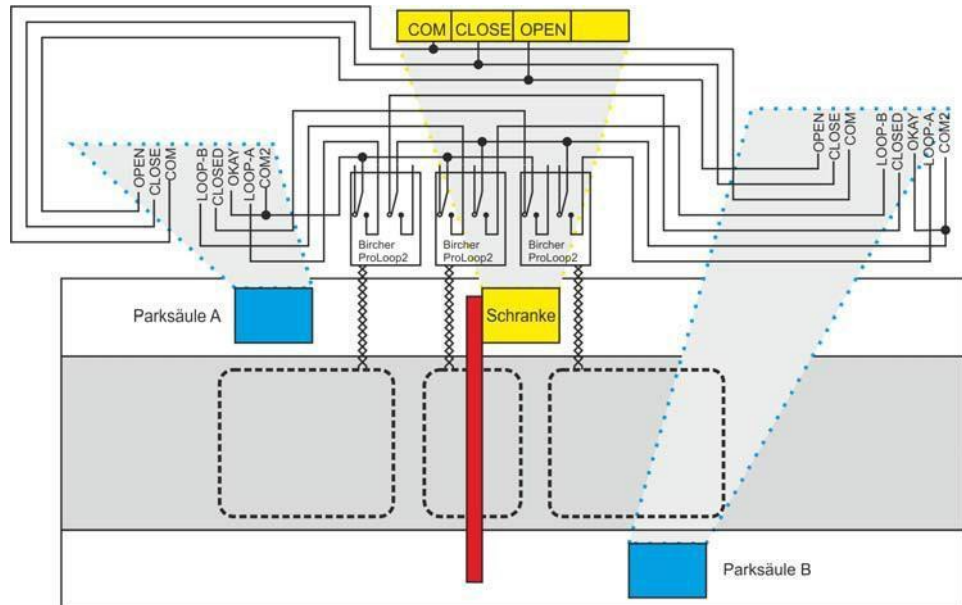 COM CLOSE OPEN
OPEN
CLOSE
COM
LOOP-B
CLOSED
OKAY
LOOP-A
COM2
OPEN
CLOSE
COM
LOOP-B
CLOSED
OKAY
LOOP-A
COM2
Bircher
ProLoop2
Bircher
ProLoop2
Bircher
ProLoop2
Parksäule A
Schranke
Parksäule B